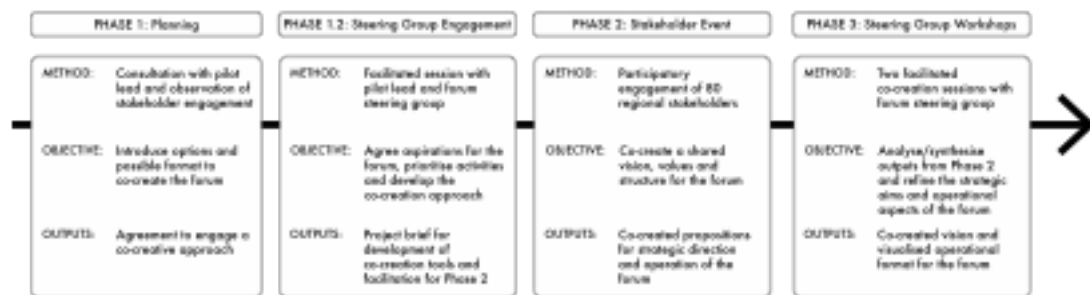 PHASE 1: Planning
METHOD: Consultation with pilot
lead and observation of
stakeholder engagement
OBJECTIVE: Introduce options and
possible format to
co-create the forum
OUTPUTS: Agreement to engage a
co-creative approach
PHASE 1.2: Steering Group Engagement
METHOD: Facilitated session with
pilot lead and forum
steering group
OBJECTIVE: Agree aspirations for the
forum, prioritise activities
and develop the
co-creation approach
OUTPUTS: Project brief for
development of
co-creation tools and
facilitation for Phase 2
PHASE 2: Stakeholder Event
METHOD: Participatory
engagement of 80
regional stakeholders
OBJECTIVE: Co-create a shared
vision, values and
structure for the forum
OUTPUTS: Co-created propositions
for strategic direction
and operation of the
forum
PHASE 3: Steering Group Workshops
METHOD: Two facilitated
co-creation sessions with
forum steering group
OBJECTIVE: Analyse/synthesise
outputs from Phase 2
and refine the strategic
aims and operational
aspects of the forum
OUTPUTS: Co-created vision and
visualised operational
format for the forum